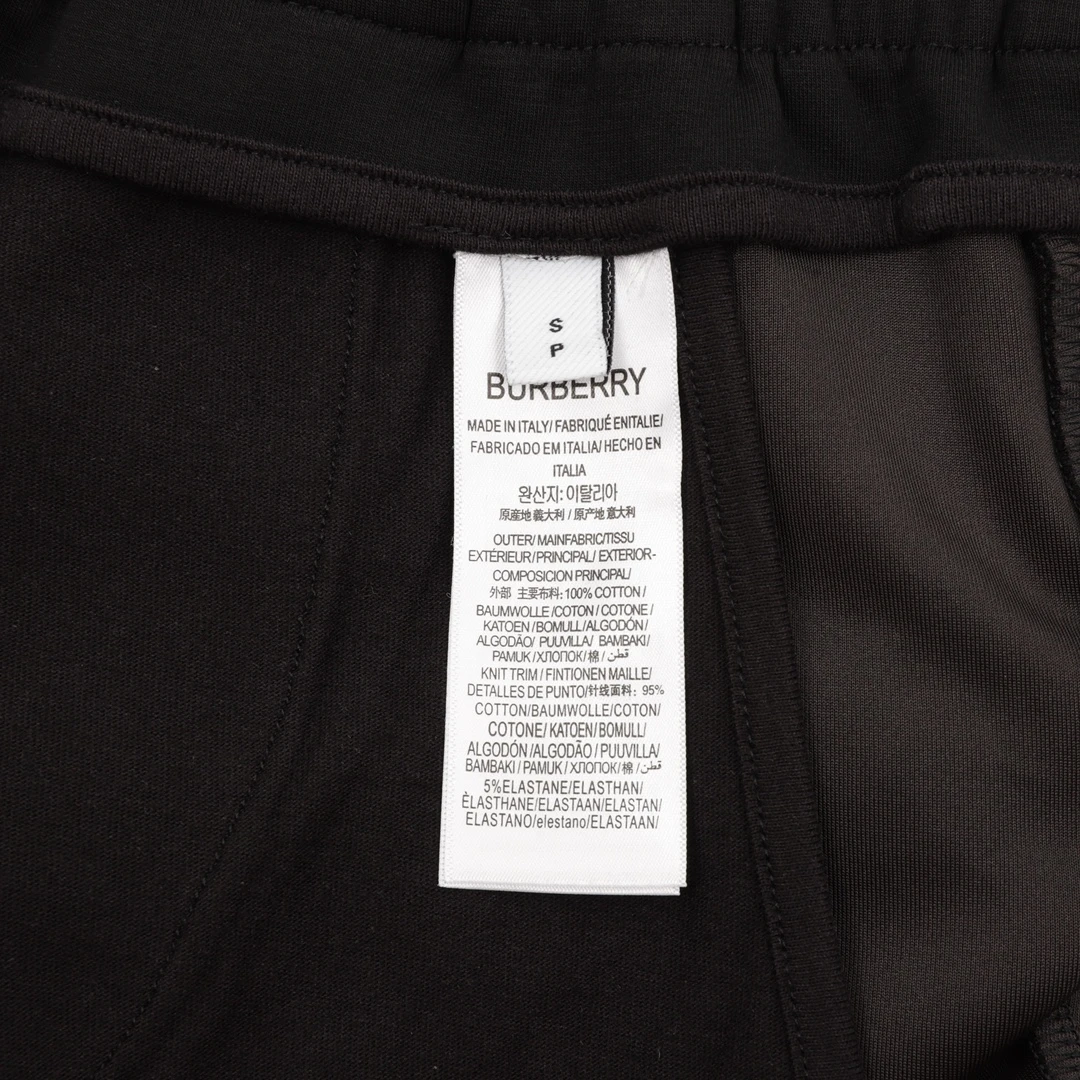 S
P
BURBERRY
MADE IN ITALY/ FABRIQUÉ ENITALIE/
FABRICADO EM ITALIA/ HECHO EN
ITALIA
완산지: 이탈리아
原産地 義大利 / 原产地 意大利
OUTER/ MAINFABRIC/TISSU
EXTÉRIEUR/PRINCIPAL/ EXTERIOR-
COMPOSICION PRINCIPAL/
外部 主要布料: 100% COTTON /
BAUMWOLLE /COTON / COTONE /
KATOEN / BOMULL/ALGODÓN /
ALGODÃO/ PUUVILLA/ BAMBAKI/
PAMUK /ХЛОПОК/棉 / قطن
KNIT TRIM / FINTIONEN MAILLE/
DETALLES DE PUNTO/针线面料: 95%
COTTON/BAUMWOLLE/COTON/
COTONE/ KATOEN/BOMULL/
ALGODÓN /ALGODÃO / PUUVILLA/
BAMBAKI / PAMUK / ХЛОПОК/棉 / قطن
5%ELASTANE/ELASTHAN/
ÈLASTHANE/ELASTAAN/ELASTAN/
ELASTANO/elestano/ELASTAAN/